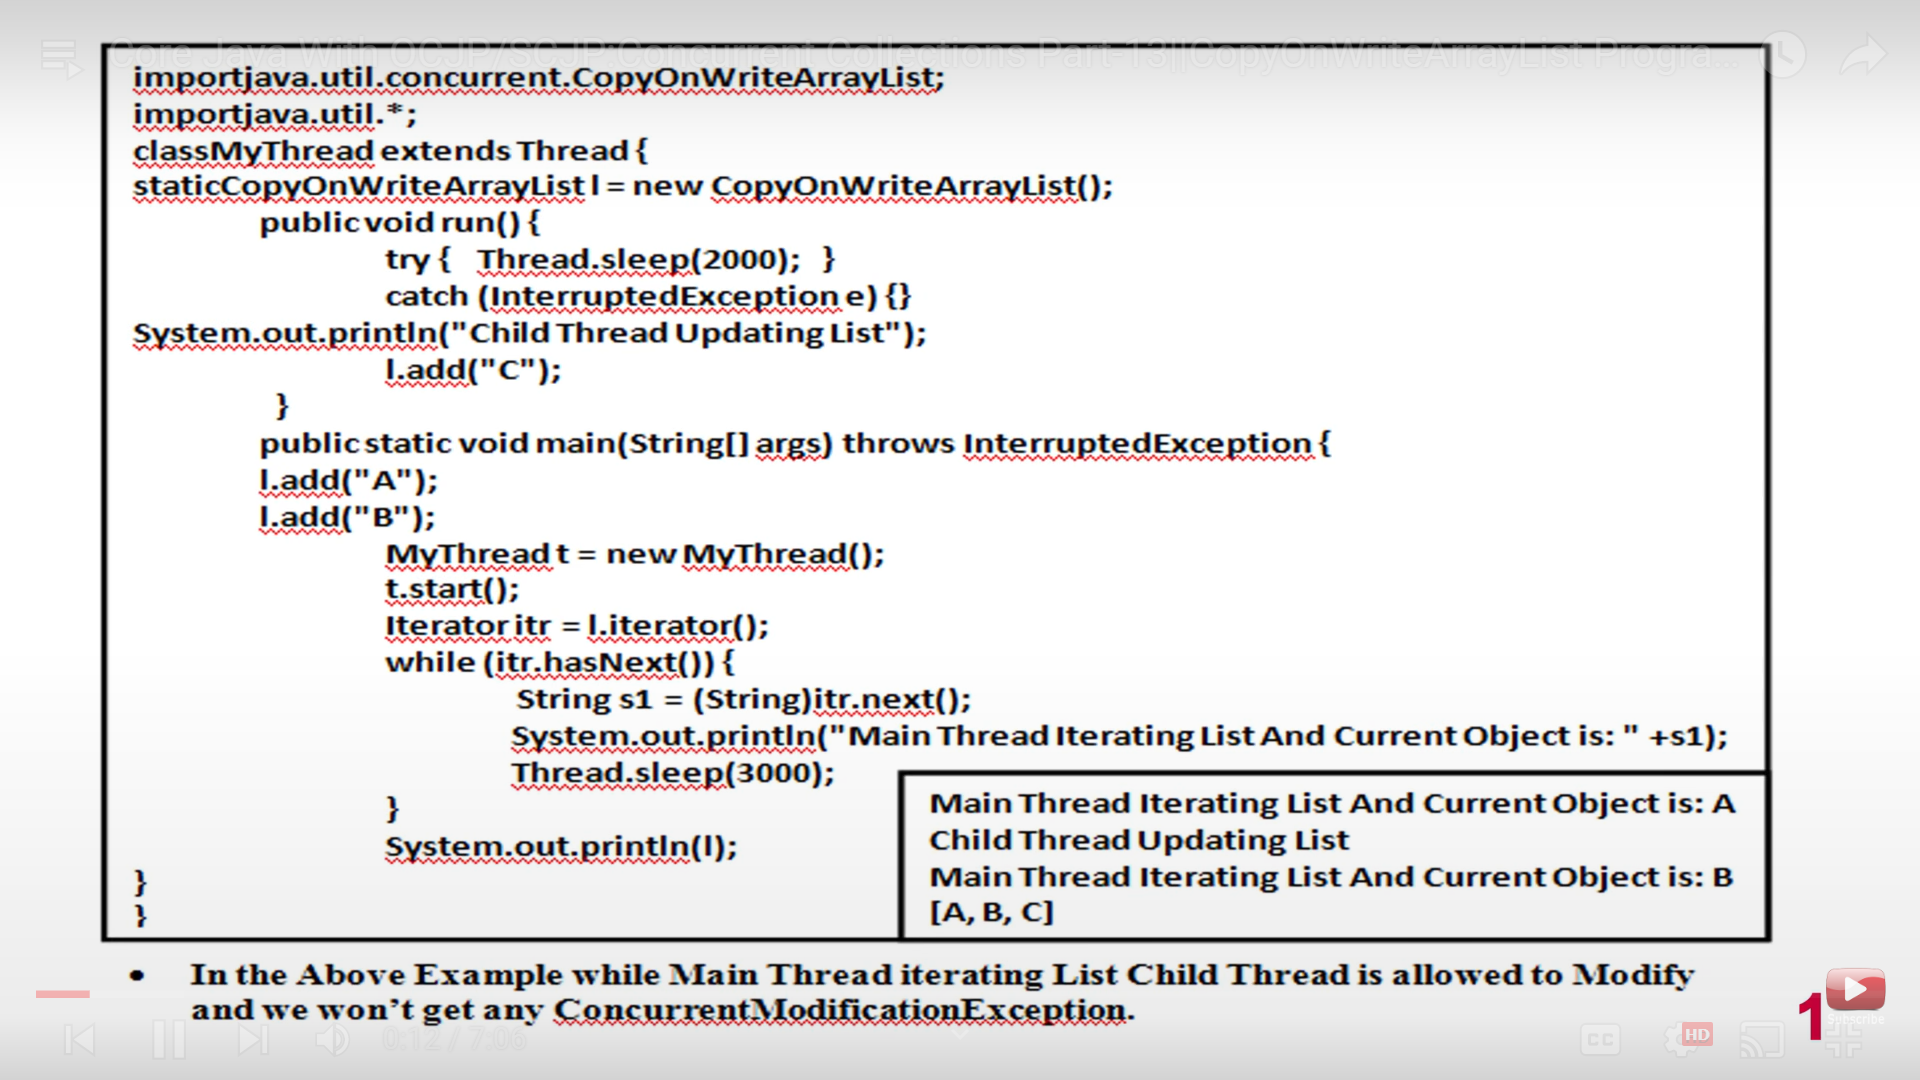 Core Java With OCJP/SCJP:Concurrent Collections Part-13||CopyOnWriteArrayList Progra...
importjava.util.concurrent.CopyOnWriteArrayList;
importjava.util.*;
classMyThread extends Thread {
staticCopyOnWriteArrayList l = new CopyOnWriteArrayList();
public void run() {
try { Thread.sleep(2000); }
catch (InterruptedException e) {}
System.out.println("Child Thread Updating List");
l.add("C");
}
public static void main(String[] args) throws InterruptedException {
l.add("A");
l.add("B");
MyThread t = new MyThread();
t.start();
Iterator itr = l.iterator();
while (itr.hasNext()) {
String s1 = (String)itr.next();
System.out.println("Main Thread Iterating List And Current Object is: " +s1);
Thread.sleep(3000);
}
System.out.println(l);
}
}
Main Thread Iterating List And Current Object is: A
Child Thread Updating List
Main Thread Iterating List And Current Object is: B
[A, B, C]
• In the Above Example while Main Thread iterating List Child Thread is allowed to Modify
and we won’t get any ConcurrentModificationException.
1
Subscribe
0:12 / 7:06
CC
HD